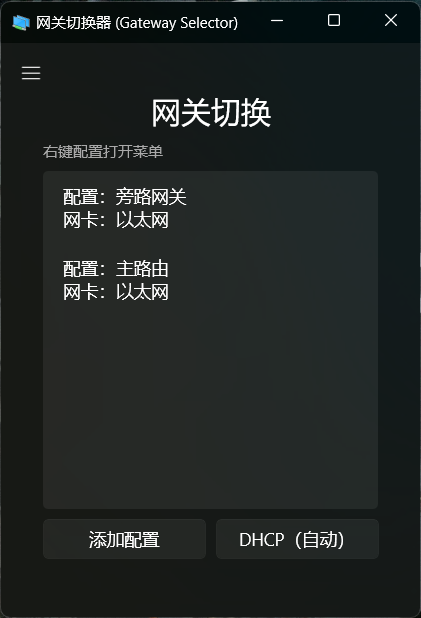 网关切换器 (Gateway Selector)
网关切换
右键配置打开菜单
配置：旁路网关
网卡：以太网
配置：主路由
网卡：以太网
添加配置
DHCP（自动）